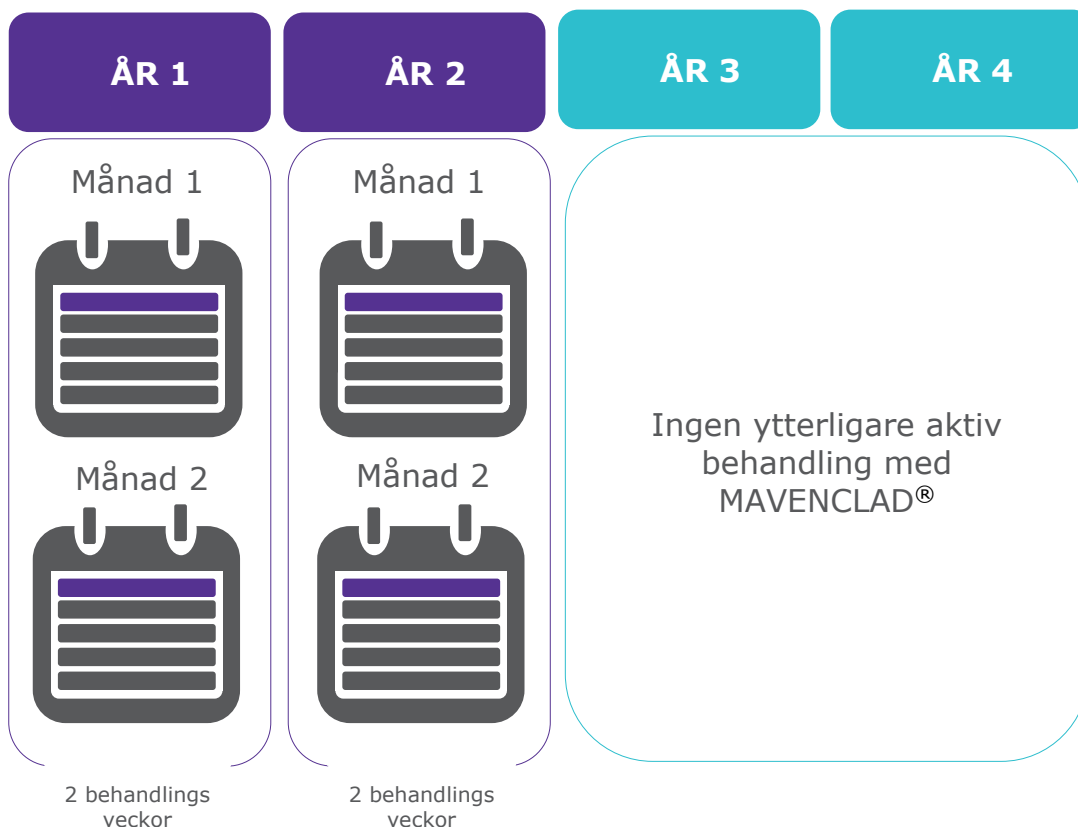 ÅR 1
ÅR 2
ÅR 3
ÅR 4
Månad 1
Månad 2
2 behandlings
veckor
Månad 1
Månad 2
2 behandlings
veckor
Ingen ytterligare aktiv
behandling med
MAVENCLAD®